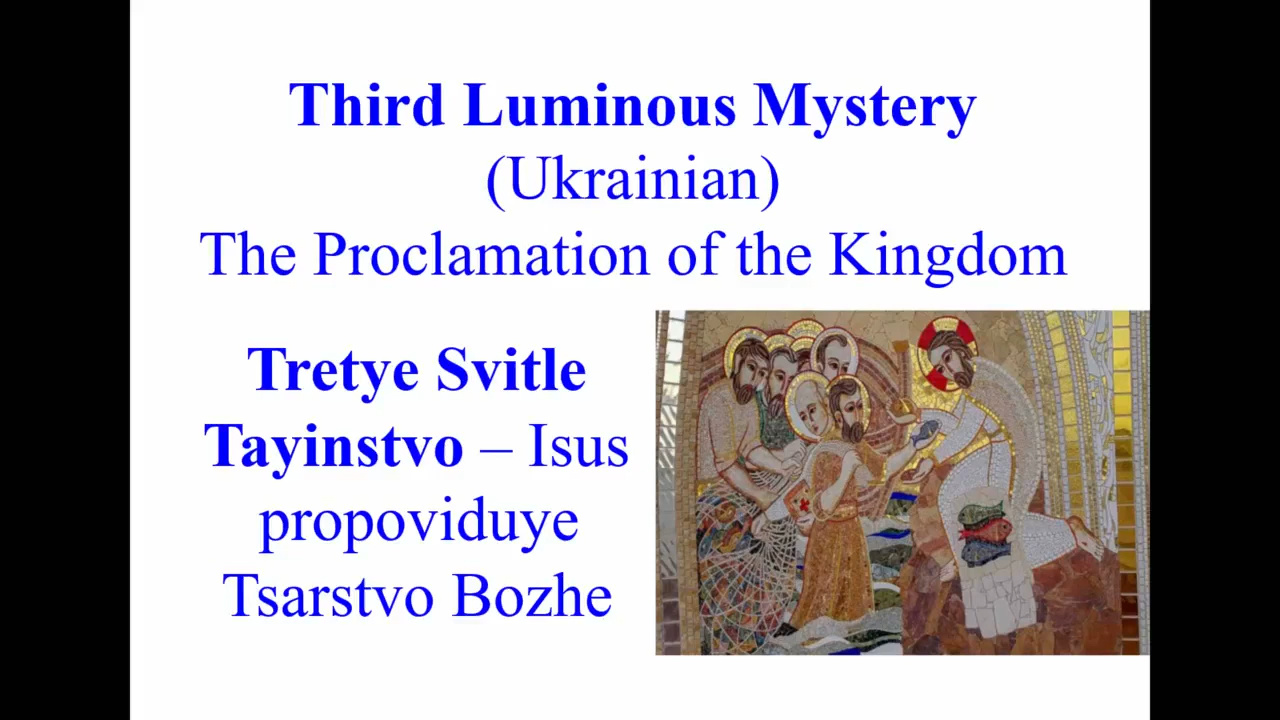 Third Luminous Mystery
(Ukrainian)
The Proclamation of the Kingdom
Tretye Svitle
Tayinstvo – Isus
propoviduye
Tsarstvo Bozhe